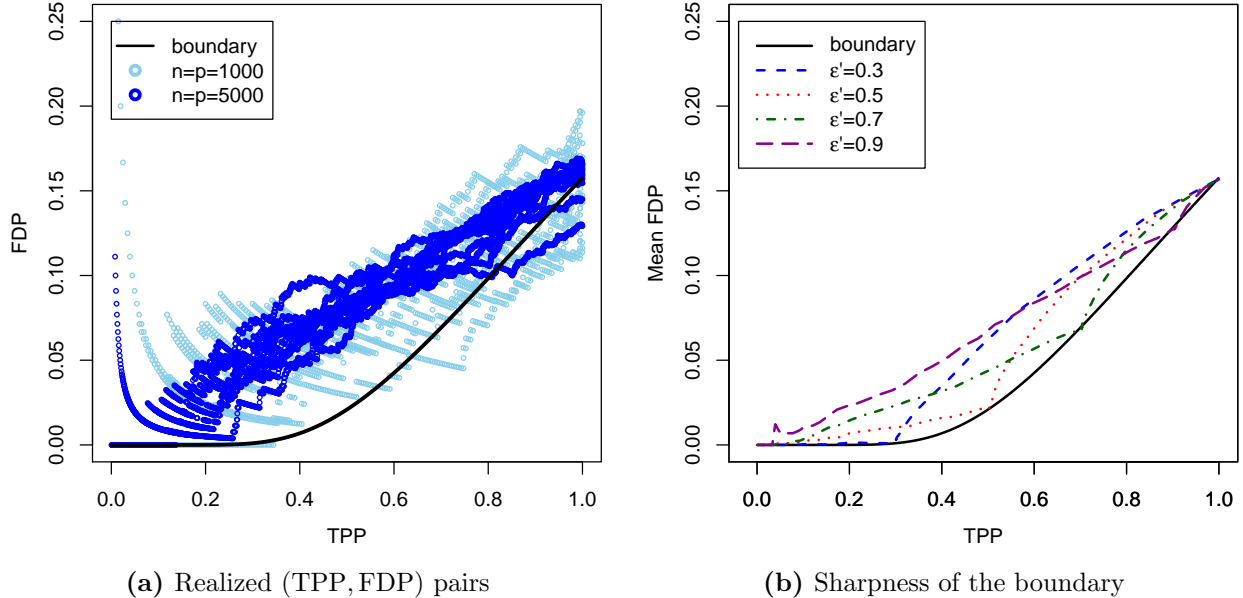 0.00 0.05 0.10 0.15 0.20 0.25
FDP
boundary
n=p=1000
n=p=5000
0.0 0.2 0.4 0.6 0.8 1.0
TPP
(a) Realized (TPP, FDP) pairs
0.00 0.05 0.10 0.15 0.20 0.25
Mean FDP
boundary
ε'=0.3
ε'=0.5
ε'=0.7
ε'=0.9
0.0 0.2 0.4 0.6 0.8 1.0
TPP
(b) Sharpness of the boundary